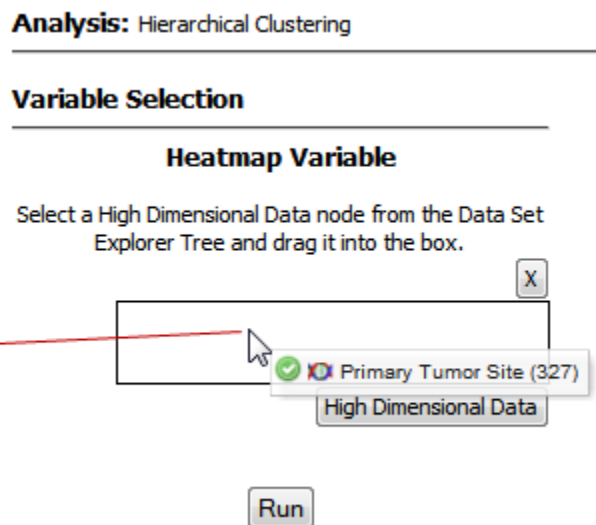 Analysis: Hierarchical Clustering
Variable Selection
Heatmap Variable
Select a High Dimensional Data node from the Data Set
Explorer Tree and drag it into the box.
X
Primary Tumor Site (327)
High Dimensional Data
Run